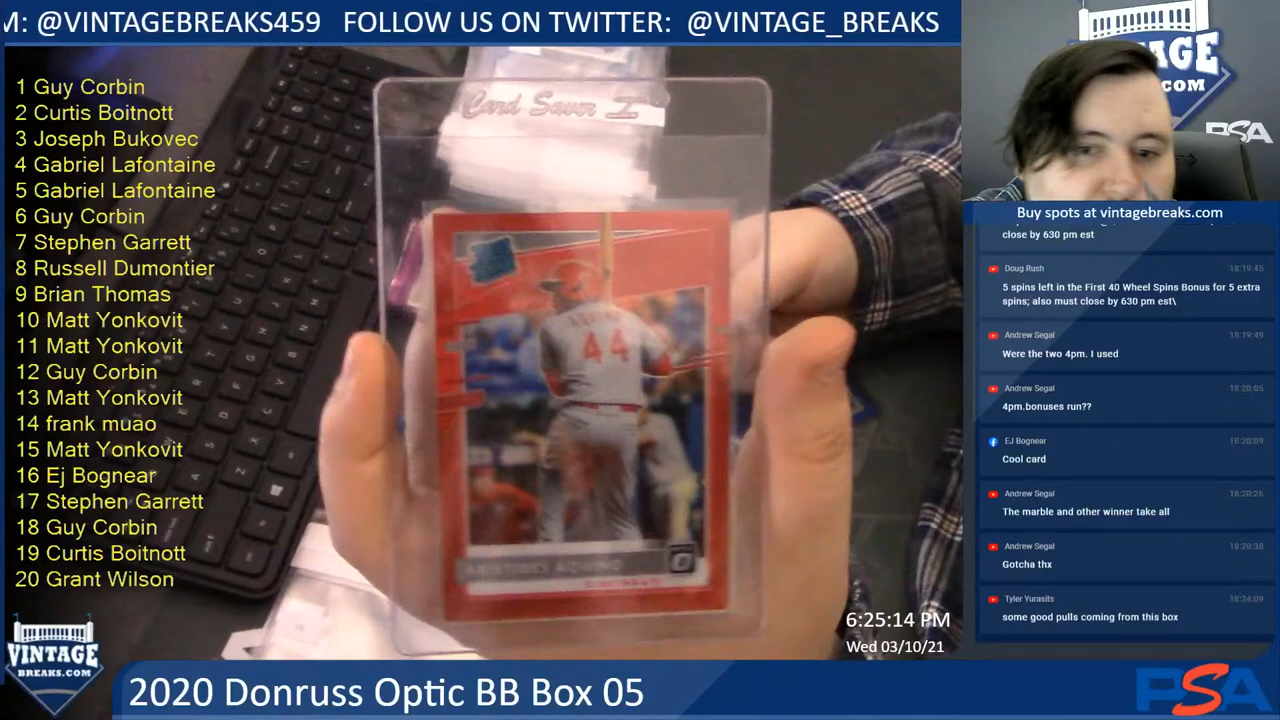 M: @VINTAGEBREAKS459 FOLLOW US ON TWITTER: @VINTAGE_BREAKS
1 Guy Corbin
2 Curtis Boitnott
3 Joseph Bukovec
4 Gabriel Lafontaine
5 Gabriel Lafontaine
6 Guy Corbin
7 Stephen Garrett
8 Russell Dumontier
9 Brian Thomas
10 Matt Yonkovit
11 Matt Yonkovit
12 Guy Corbin
13 Matt Yonkovit
14 frank muao
15 Matt Yonkovit
16 Ej Bognear
17 Stephen Garrett
18 Guy Corbin
19 Curtis Boitnott
20 Grant Wilson
VINTAGE
BREAKS.COM
Card Saver I
44
6:25:14 PM
Wed 03/10/21
2020 Donruss Optic BB Box 05
VINTAGE
AGE
COM
PSA
Buy spots at vintagebreaks.com
close by 630 pm est
Doug Rush 18:19:45
5 spins left in the First 40 Wheel Spins Bonus for 5 extra
spins; also must close by 630 pm est\
Andrew Segal 18:19:49
Were the two 4pm. I used
Andrew Segal 18:20:05
4pm.bonuses run??
EJ Bognear 18:20:09
Cool card
Andrew Segal 18:20:26
The marble and other winner take all
Andrew Segal 18:20:38
Gotcha thx
Tyler Yurasits 18:24:09
some good pulls coming from this box
PSA